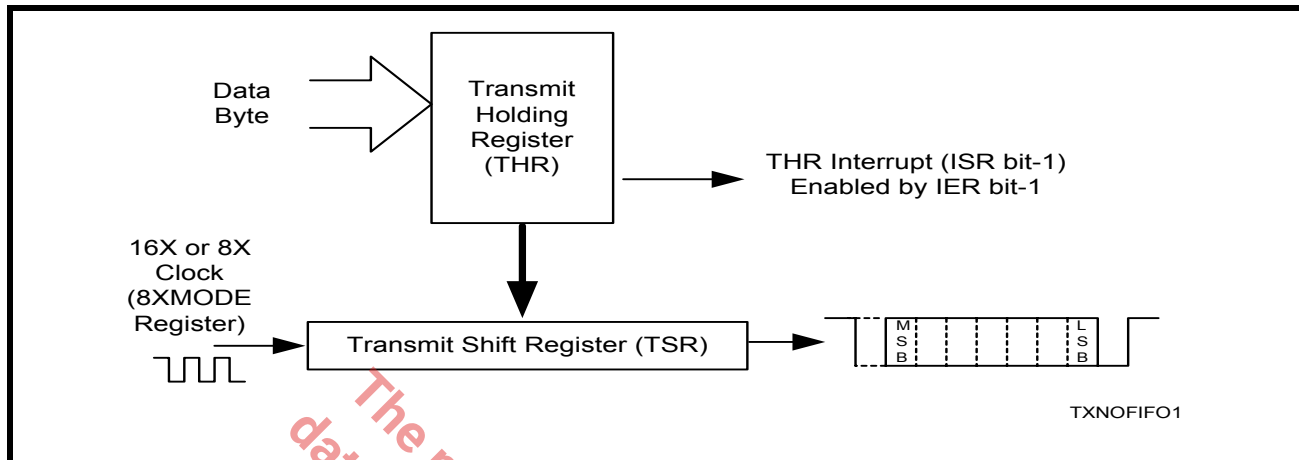 Data
Byte
Transmit
Holding
Register
(THR)
THR Interrupt (ISR bit-1)
Enabled by IER bit-1
16X or 8X
Clock
(8XMODE
Register)
Transmit Shift Register (TSR)
M
S
B
L
S
B
TXNOFIFO1
The